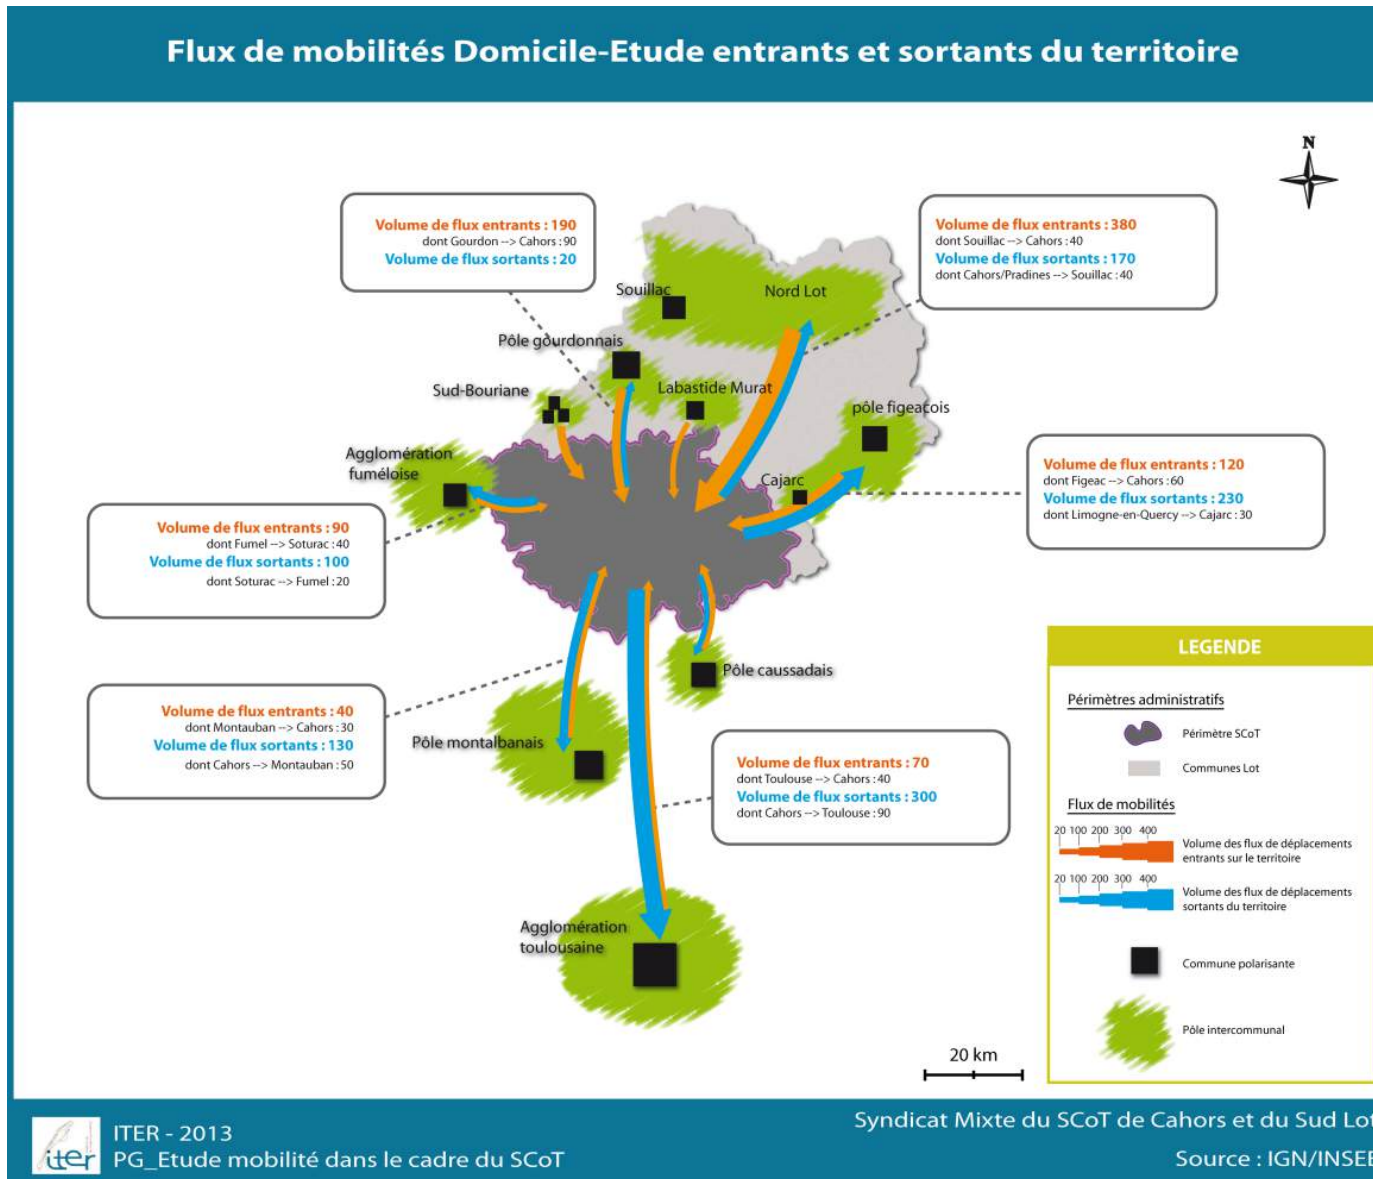 Flux de mobilités Domicile-Etude entrants et sortants du territoire
N
Volume de flux entrants : 190
dont Gourdon --> Cahors : 90
Volume de flux sortants : 20
Volume de flux entrants : 380
dont Souillac --> Cahors : 40
Volume de flux sortants : 170
dont Cahors/Pradines --> Souillac : 40
Souillac
Nord Lot
Pôle gourdonnais
Sud-Bouriane
Labastide Murat
pôle figeacois
Agglomération
fuméloise
Cajarc
Volume de flux entrants : 120
dont Figeac --> Cahors : 60
Volume de flux sortants : 230
dont Limogne-en-Quercy --> Cajarc : 30
Volume de flux entrants : 90
dont Fumel --> Soturac : 40
Volume de flux sortants : 100
dont Soturac --> Fumel : 20
Pôle caussadais
Volume de flux entrants : 40
dont Montauban --> Cahors : 30
Volume de flux sortants : 130
dont Cahors --> Montauban : 50
Pôle montalbanais
Volume de flux entrants : 70
dont Toulouse --> Cahors : 40
Volume de flux sortants : 300
dont Cahors --> Toulouse : 90
Agglomération
toulousaine
LEGENDE
Périmètres administratifs
Périmètre SCoT
Communes Lot
Flux de mobilités
20 100 200 300 400
Volume des flux de déplacements
entrants sur le territoire
20 100 200 300 400
Volume des flux de déplacements
sortants du territoire
Commune polarisante
Pôle intercommunal
20 km
iter
ITER - 2013
PG_Etude mobilité dans le cadre du SCoT
Syndicat Mixte du SCoT de Cahors et du Sud Lot
Source : IGN/INSEE